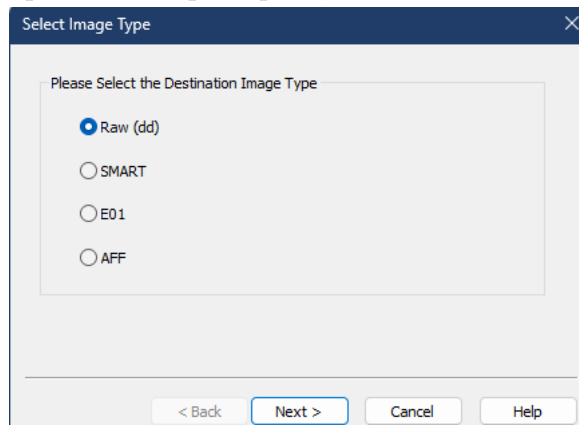 Select Image Type
Please Select the Destination Image Type
Raw (dd)
SMART
E01
AFF
< Back Next > Cancel Help